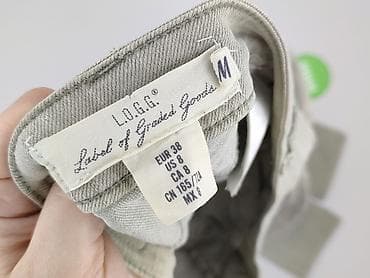 L.O.G.G.®
Label of Graded Goods
M
EUR 38
US 8
CA 8
CN 165/72A
MX 8